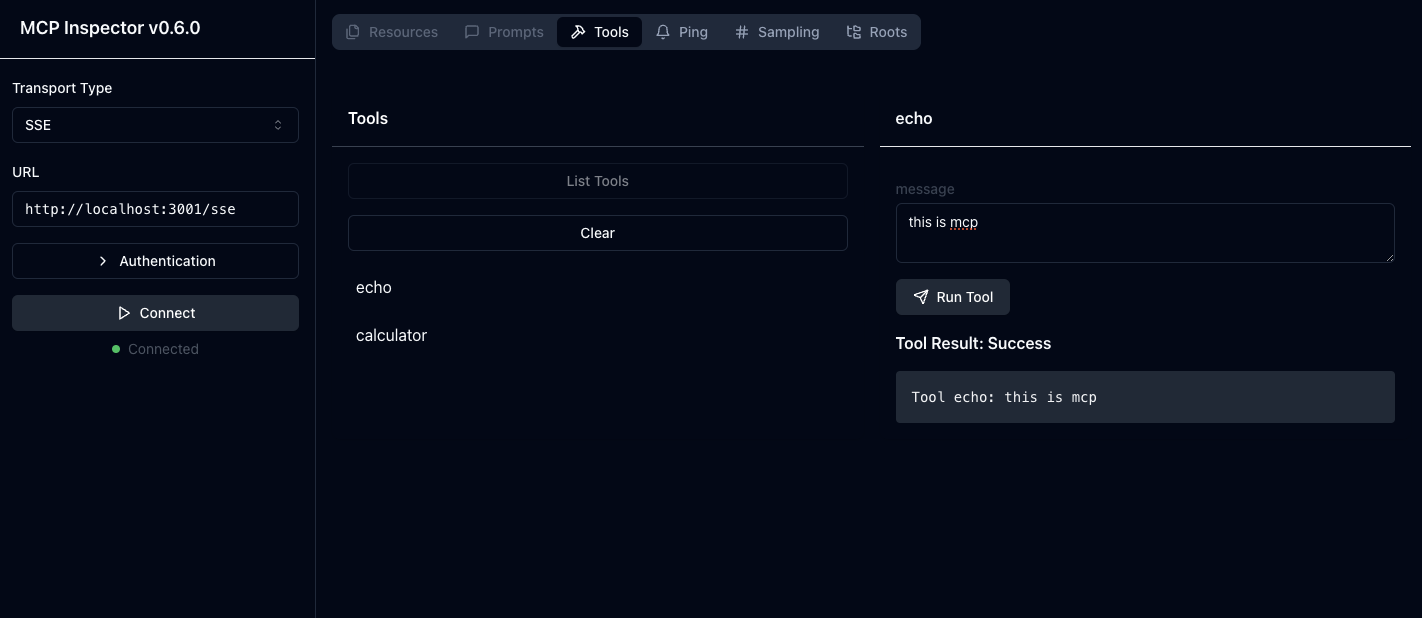 MCP Inspector v0.6.0
Transport Type
SSE
URL
http://localhost:3001/sse
Authentication
Connect
Connected
Resources Prompts Tools Ping Sampling Roots
Tools
List Tools
Clear
echo
calculator
echo
message
this is mcp
Run Tool
Tool Result: Success
Tool echo: this is mcp